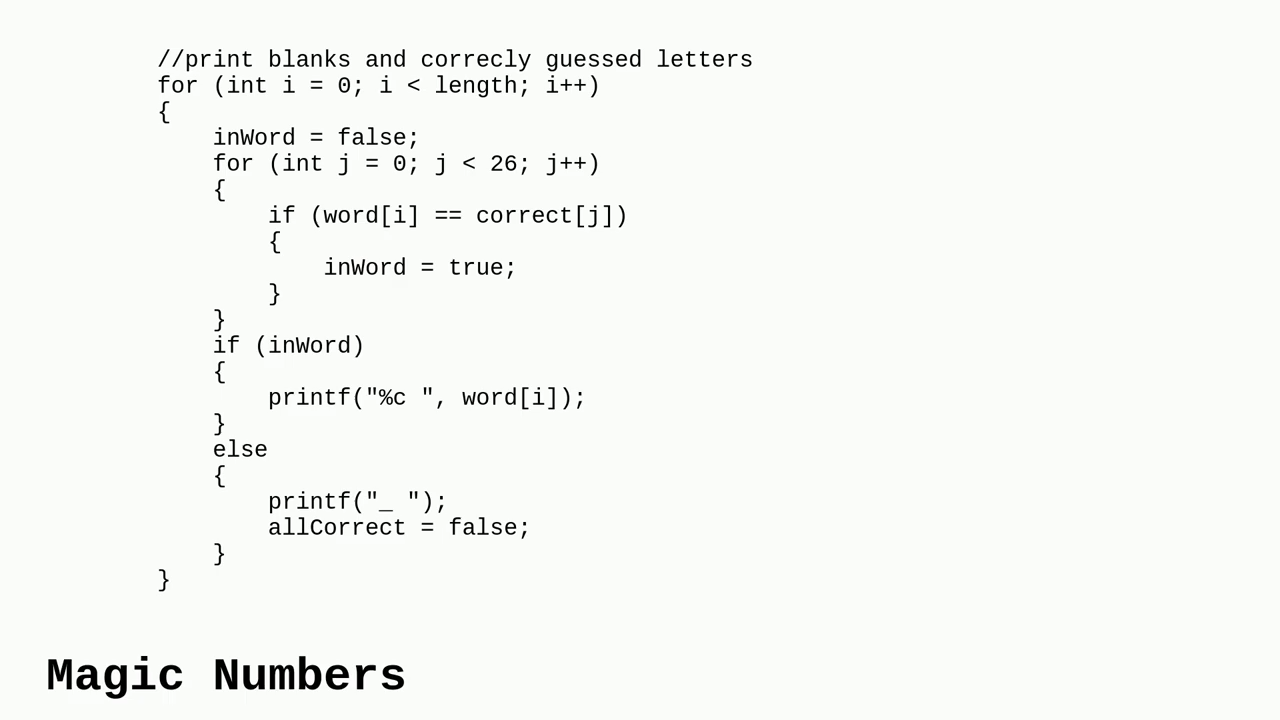 //print blanks and correcly guessed letters
for (int i = 0; i < length; i++)
{
    inWord = false;
    for (int j = 0; j < 26; j++)
    {
        if (word[i] == correct[j])
        {
            inWord = true;
        }
    }
    if (inWord)
    {
        printf("%c ", word[i]);
    }
    else
    {
        printf("_ ");
        allCorrect = false;
    }
}
Magic Numbers